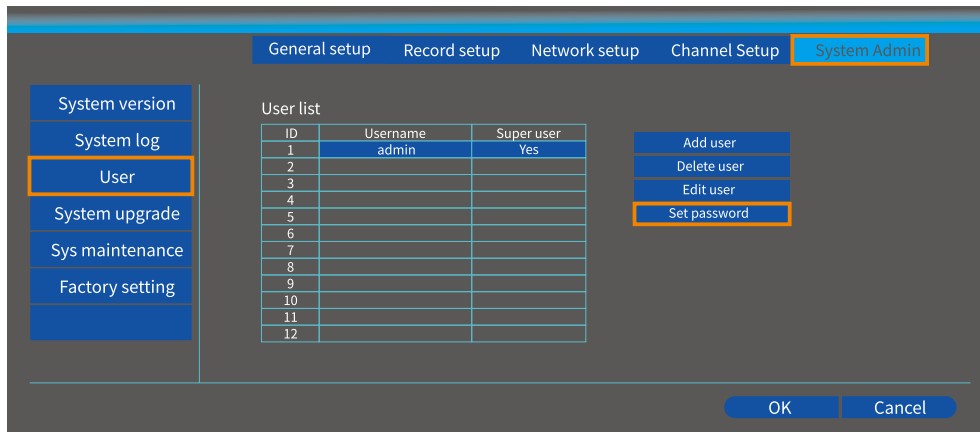 General setup Record setup Network setup Channel Setup System Admin
System version
System log
User
System upgrade
Sys maintenance
Factory setting
User list
ID Username Super user
1 admin Yes
2
3
4
5
6
7
8
9
10
11
12
Add user
Delete user
Edit user
Set password
OK Cancel